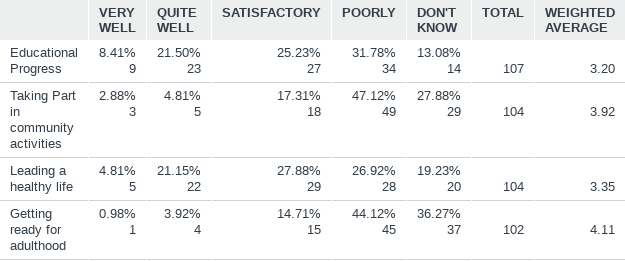 VERY WELL QUITE WELL SATISFACTORY POORLY DON'T KNOW TOTAL WEIGHTED AVERAGE
Educational Progress 8.41% 21.50% 25.23% 31.78% 13.08%
9 23 27 34 14 107 3.20
Taking Part in community activities 2.88% 4.81% 17.31% 47.12% 27.88%
3 5 18 49 29 104 3.92
Leading a healthy life 4.81% 21.15% 27.88% 26.92% 19.23%
5 22 29 28 20 104 3.35
Getting ready for adulthood 0.98% 3.92% 14.71% 44.12% 36.27%
1 4 15 45 37 102 4.11